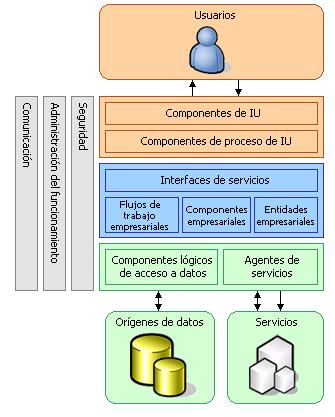 Usuarios
Comunicación
Administración del funcionamiento
Seguridad
Componentes de IU
Componentes de proceso de IU
Interfaces de servicios
Flujos de
trabajo
empresariales
Componentes
empresariales
Entidades
empresariales
Componentes lógicos
de acceso a datos
Agentes de
servicios
Orígenes de datos
Servicios